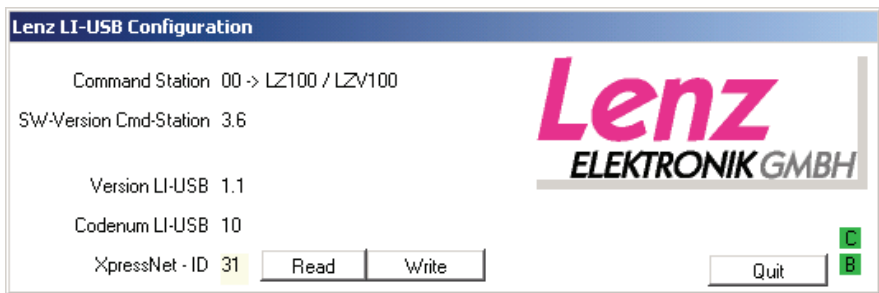 Lenz LI-USB Configuration
Command Station 00 -> LZ100 / LZV100
SW-Version Cmd-Station 3.6
Lenz
ELEKTRONIK GMBH
Version LI-USB 1.1
Codenum LI-USB 10
C
XpressNet - ID 31 Read Write Quit B